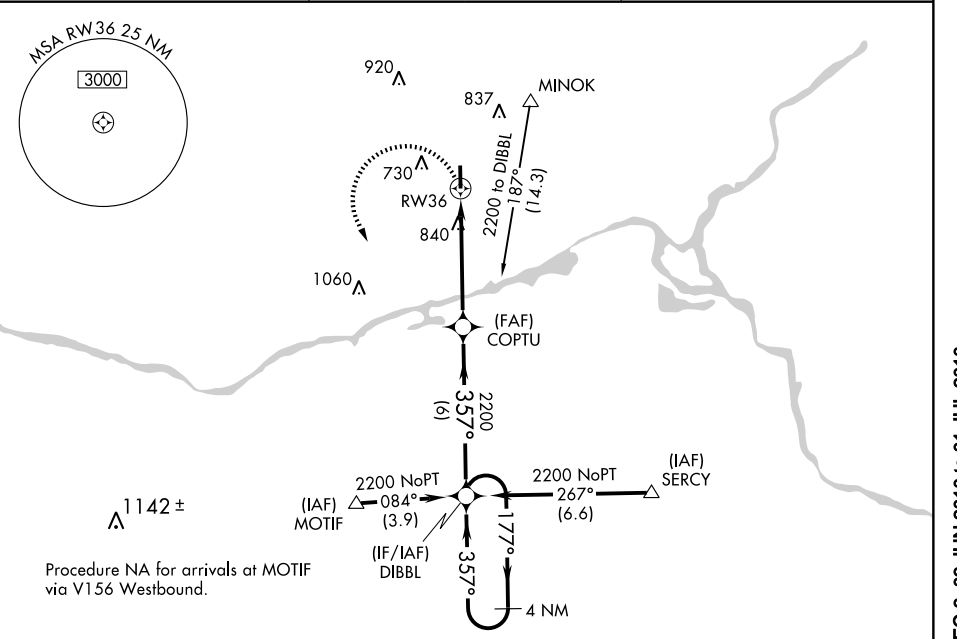 MSA RW36 25 NM
3000
920
837
MINOK
730
RW36
2200 to DIBBL
187°
(14.3)
840
1060
(FAF)
COPTU
2200
357°
(6)
(IAF)
MOTIF
2200 NoPT
084°
(3.9)
2200 NoPT
267°
(6.6)
(IAF)
SERCY
1142 ±
(IF/IAF)
DIBBL
177°
357°
4 NM
Procedure NA for arrivals at MOTIF
via V156 Westbound.